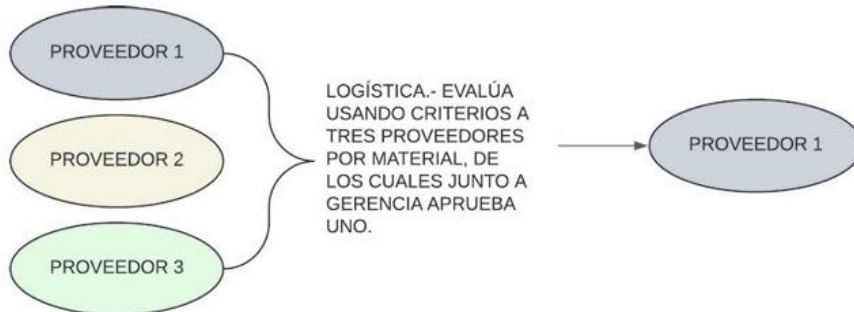 PROVEEDOR 1
PROVEEDOR 2
PROVEEDOR 3
LOGÍSTICA.- EVALÚA
USANDO CRITERIOS A
TRES PROVEEDORES
POR MATERIAL, DE
LOS CUALES JUNTO A
GERENCIA APRUEBA
UNO.
PROVEEDOR 1